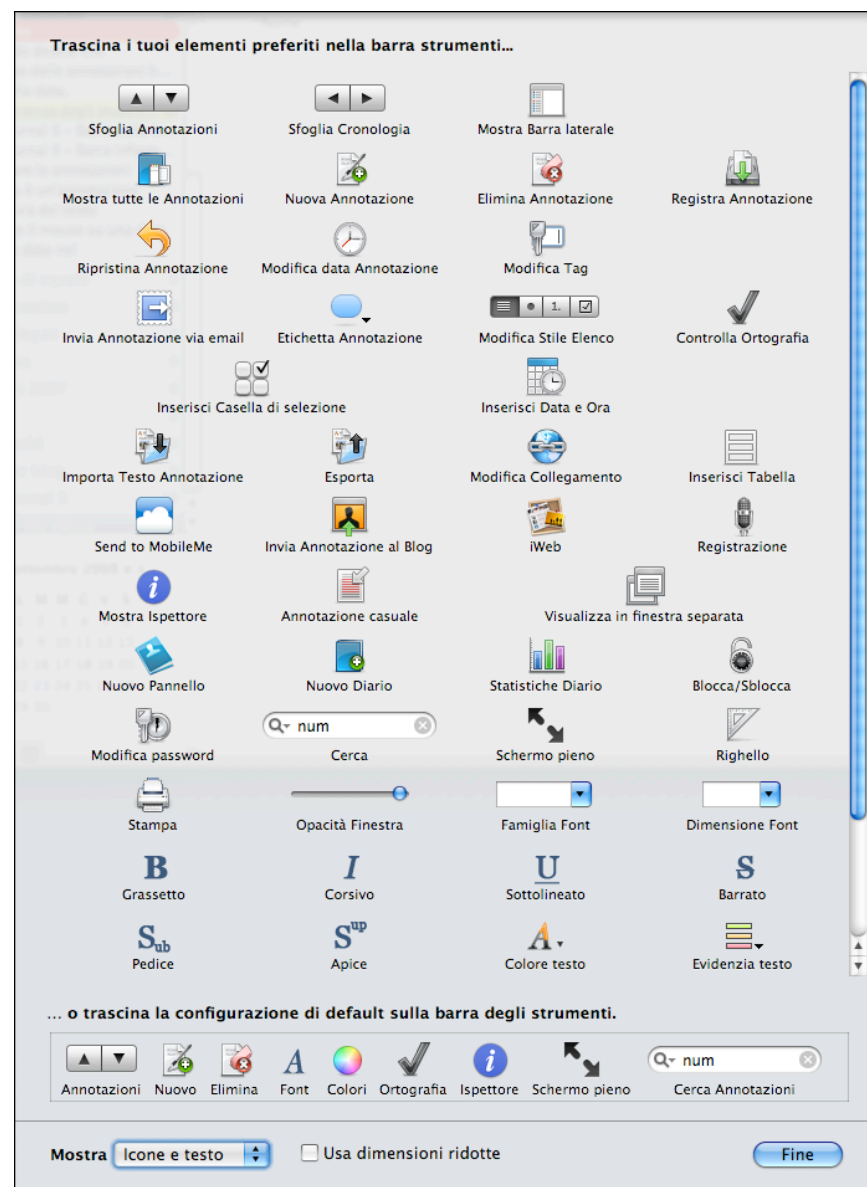 Trascina i tuoi elementi preferiti nella barra strumenti...
Sfoglia Annotazioni Sfoglia Cronologia Mostra Barra laterale
Mostra tutte le Annotazioni Nuova Annotazione Elimina Annotazione Registra Annotazione
Ripristina Annotazione Modifica data Annotazione Modifica Tag
1.
Invia Annotazione via email Etichetta Annotazione Modifica Stile Elenco Controlla Ortografia
Inserisci Casella di selezione Inserisci Data e Ora
Importa Testo Annotazione Esporta Modifica Collegamento Inserisci Tabella
Send to MobileMe Invia Annotazione al Blog iWeb Registrazione
i
Mostra Ispettore Annotazione casuale Visualizza in finestra separata
Nuovo Pannello Nuovo Diario Statistiche Diario Blocca/Sblocca
num
Modifica password Cerca Schermo pieno Righello
Stampa Opacità Finestra Famiglia Font Dimensione Font
B I U S
Grassetto Corsivo Sottolineato Barrato
Sub Sup A
Pedice Apice Colore testo Evidenzia testo
... o trascina la configurazione di default sulla barra degli strumenti.
A i num
Annotazioni Nuovo Elimina Font Colori Ortografia Ispettore Schermo pieno Cerca Annotazioni
Mostra Icone e testo Usa dimensioni ridotte Fine